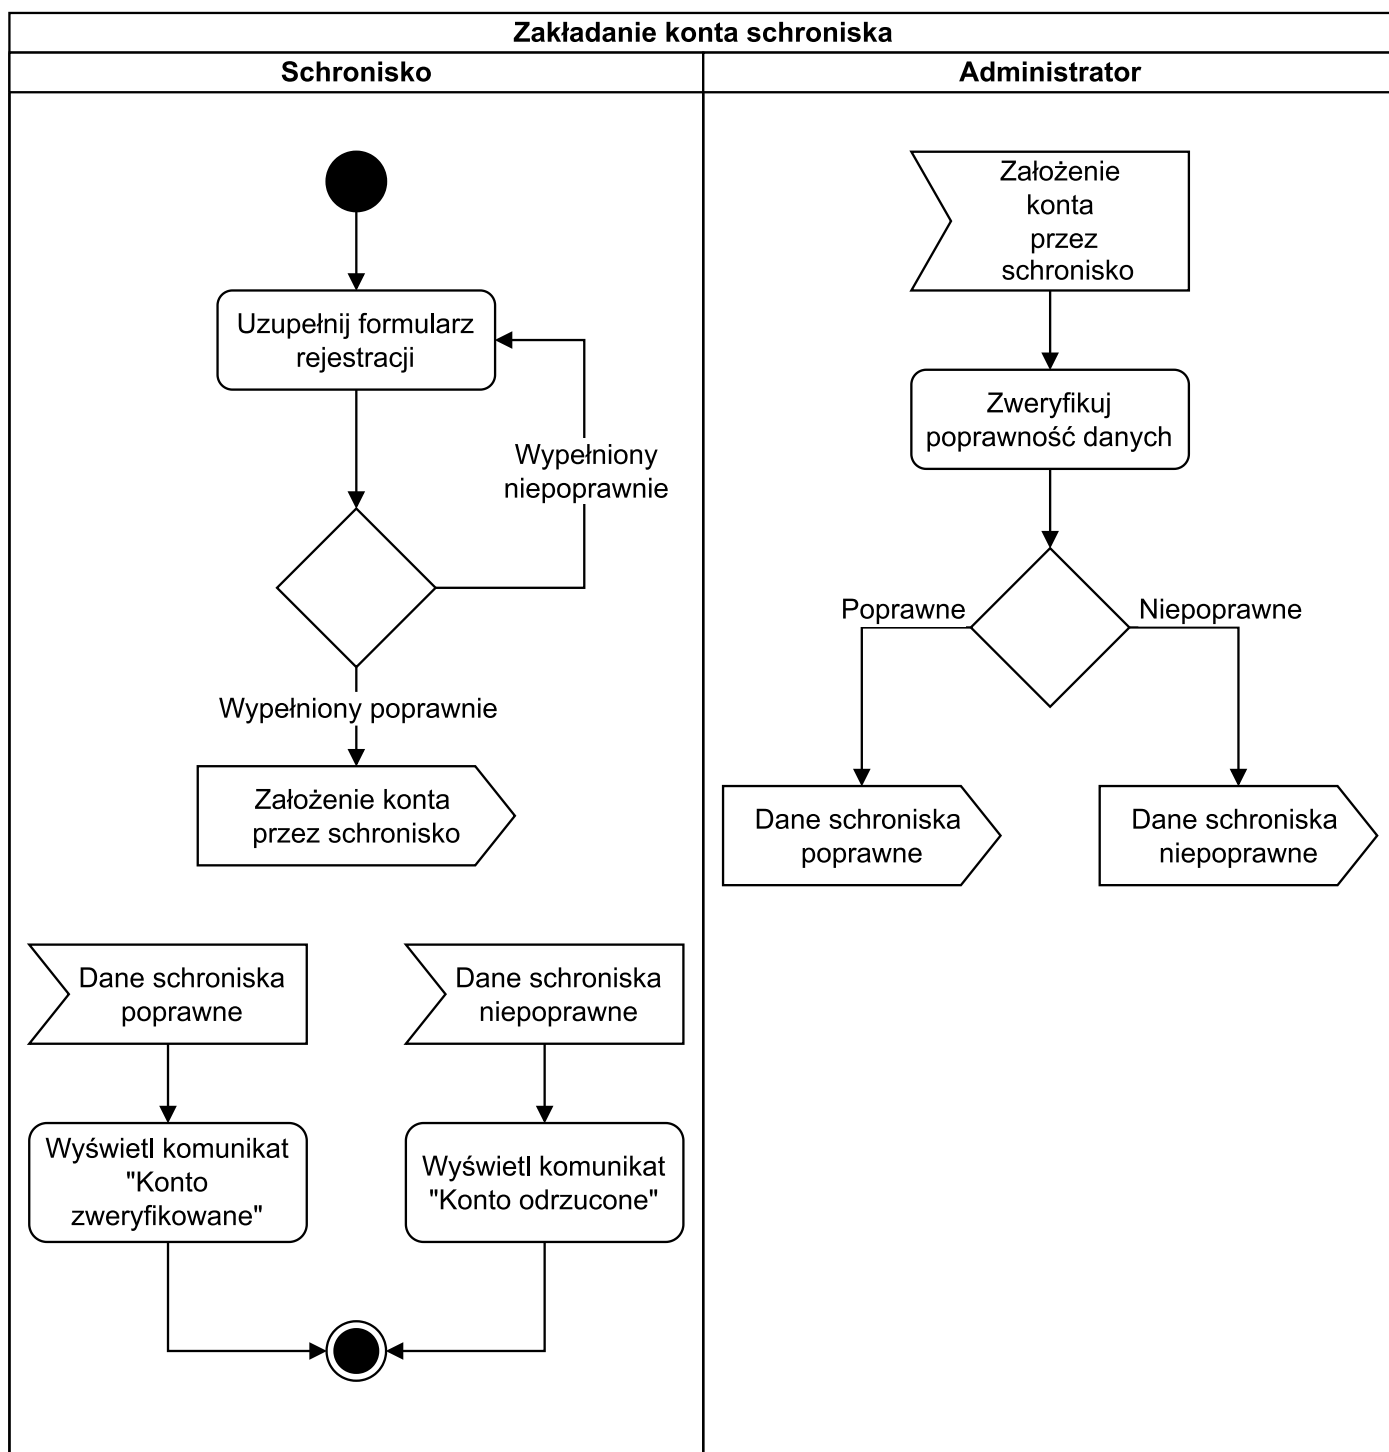 Zakładanie konta schroniska
Schronisko
Administrator
Uzupełnij formularz
rejestracji
Wypełniony
niepoprawnie
Wypełniony poprawnie
Założenie konta
przez schronisko
Dane schroniska
poprawne
Dane schroniska
niepoprawne
Wyświetl komunikat
"Konto
zweryfikowane"
Wyświetl komunikat
"Konto odrzucone"
Założenie
konta
przez
schronisko
Zweryfikuj
poprawność danych
Poprawne
Niepoprawne
Dane schroniska
poprawne
Dane schroniska
niepoprawne